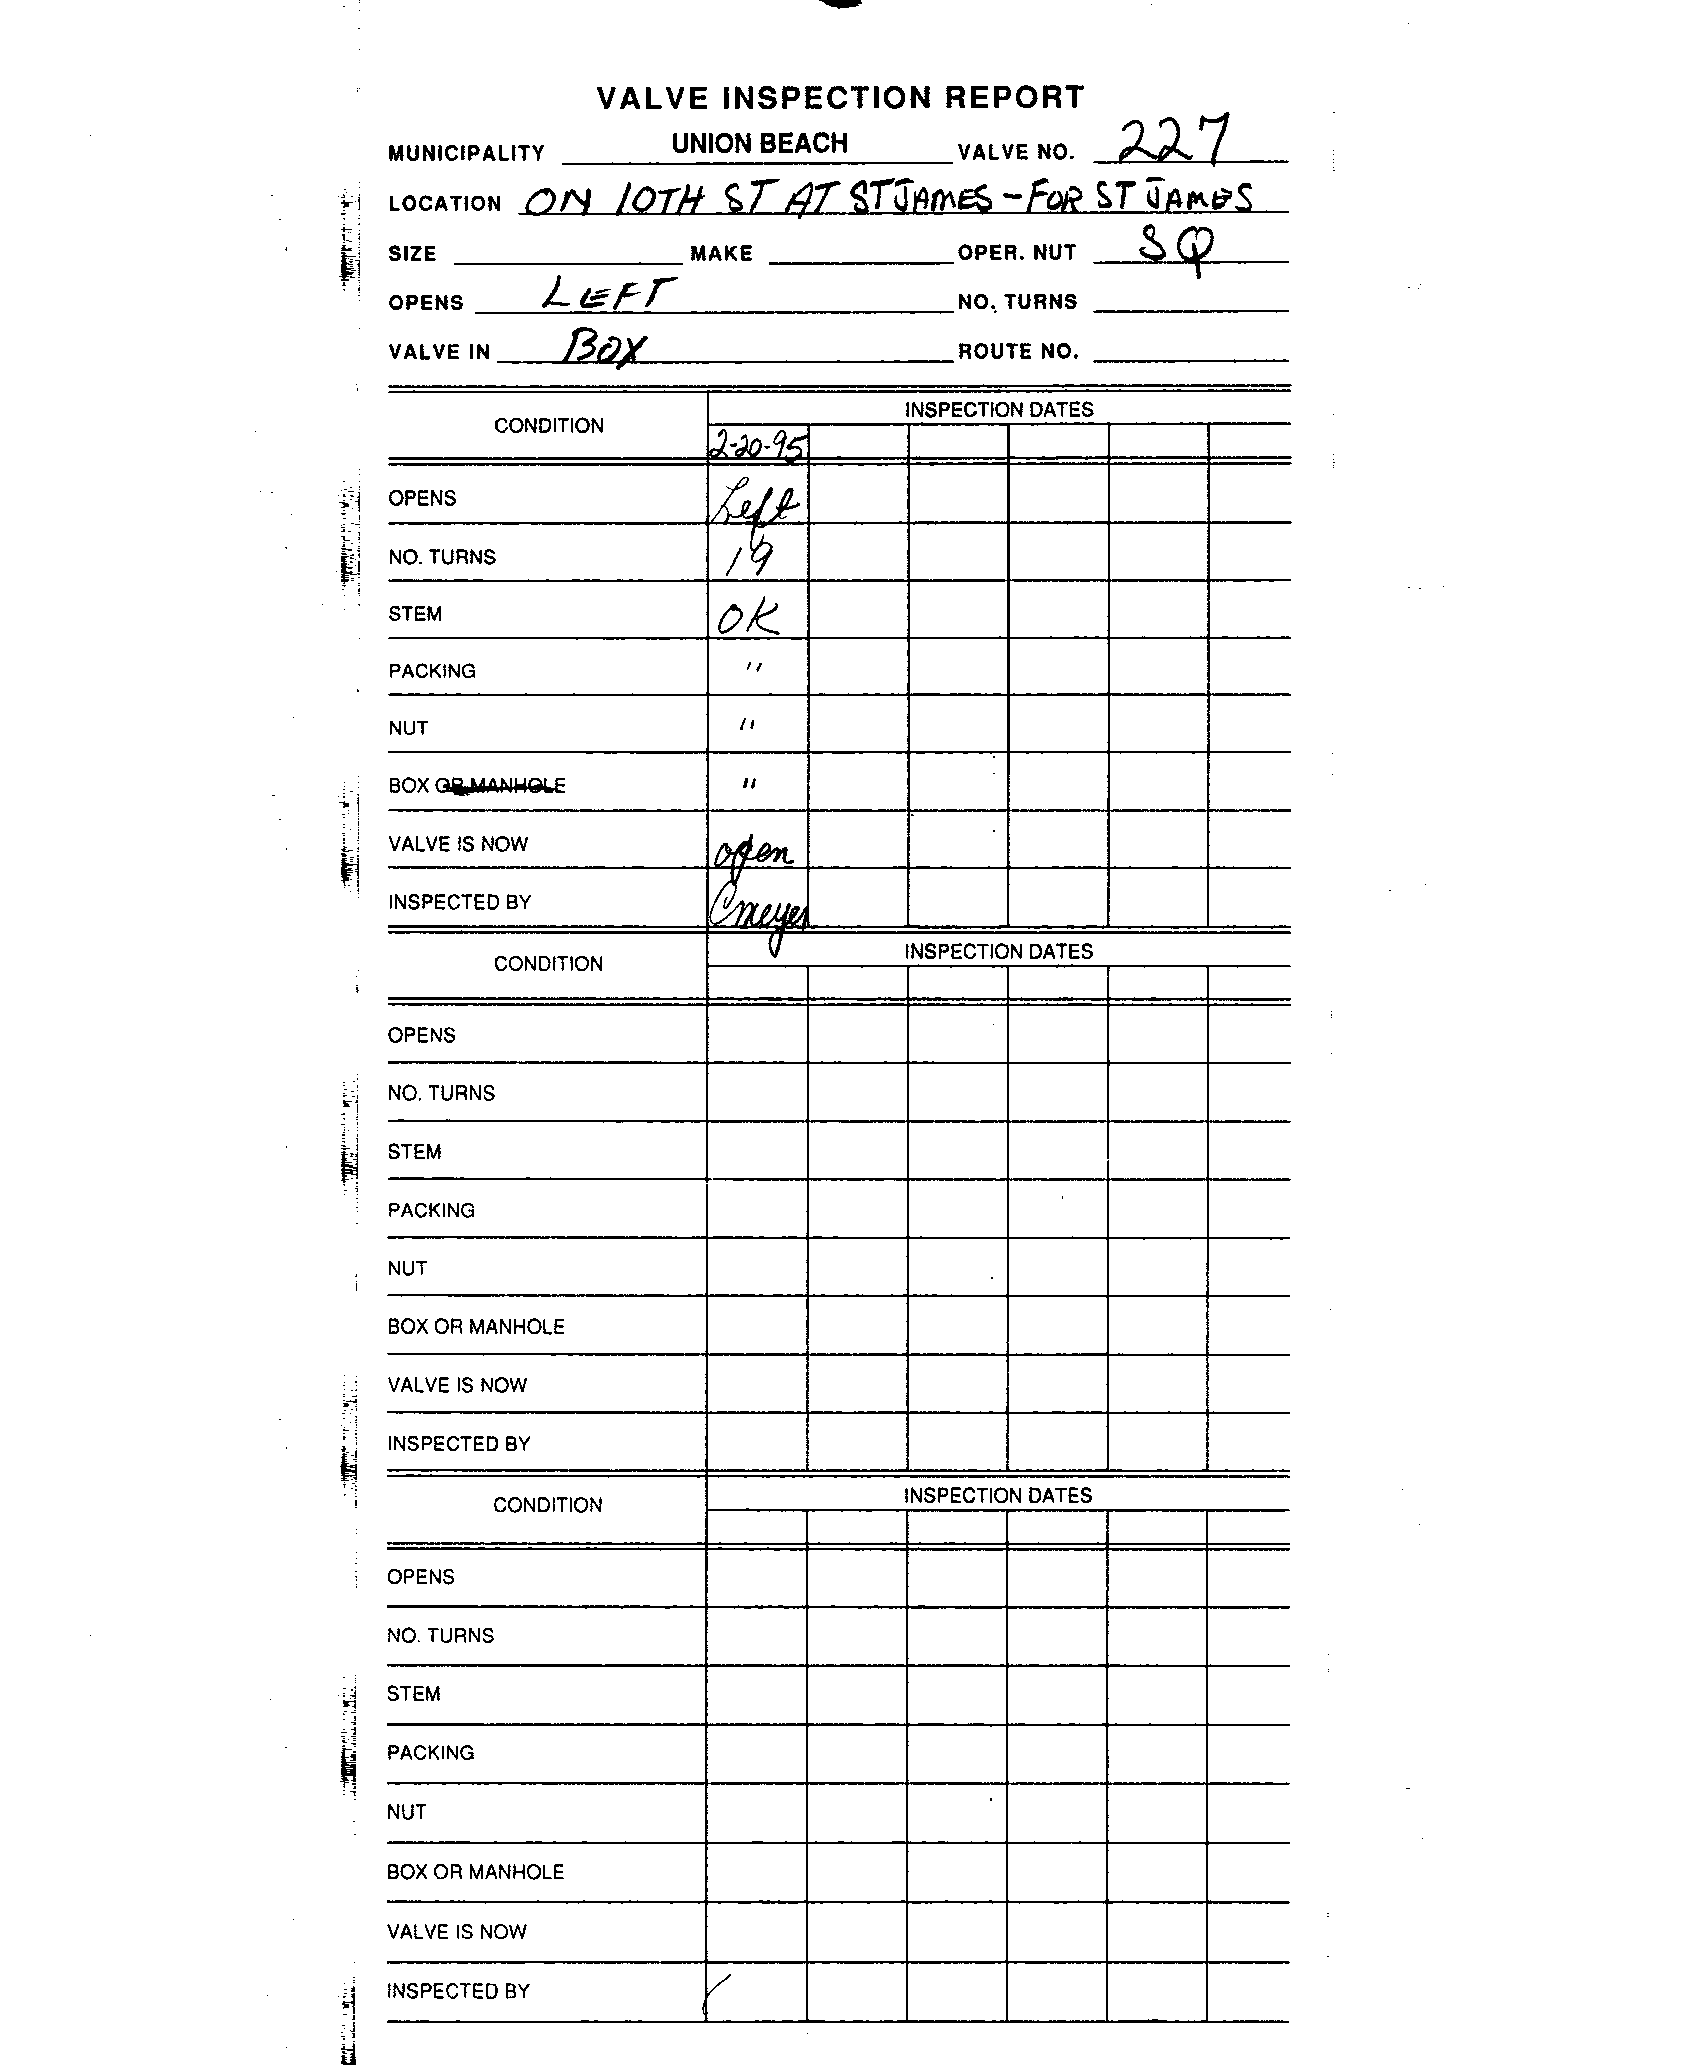 VALVE INSPECTION REPORT
MUNICIPALITY UNION BEACH VALVE NO. 227
LOCATION ON 10TH ST AT ST JAMES - FOR ST JAMES
SIZE MAKE OPER. NUT SQ
OPENS LEFT NO. TURNS
VALVE IN BOX ROUTE NO.
CONDITION INSPECTION DATES
2-20-95
OPENS Left
NO. TURNS 19
STEM OK
PACKING "
NUT "
BOX OR MANHOLE "
VALVE IS NOW open
INSPECTED BY CMeyer
CONDITION INSPECTION DATES
OPENS
NO. TURNS
STEM
PACKING
NUT
BOX OR MANHOLE
VALVE IS NOW
INSPECTED BY
CONDITION INSPECTION DATES
OPENS
NO. TURNS
STEM
PACKING
NUT
BOX OR MANHOLE
VALVE IS NOW
INSPECTED BY